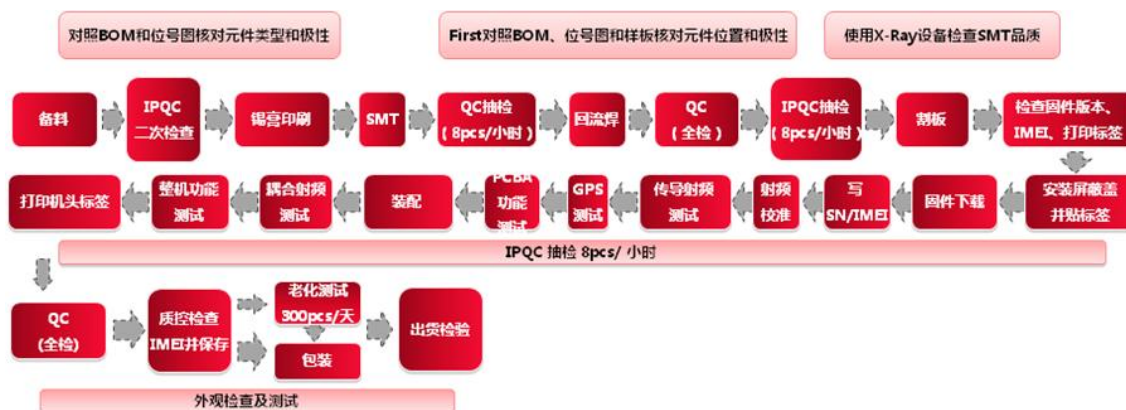 对照BOM和位号图核对元件类型和极性
First对照BOM、位号图和样板核对元件位置和极性
使用X-Ray设备检查SMT品质
备料
IPQC
二次检查
锡膏印刷
SMT
QC抽检
（8pcs/小时）
回流焊
QC
（全检）
IPQC抽检
（8pcs/小时）
割板
检查固件版本、
IMEI、打印标签
打印机头标签
整机功能
测试
耦合射频
测试
装配
PCBA
功能
测试
GPS
测试
传导射频
测试
射频
校准
写
SN/IMEI
固件下载
安装屏蔽盖
并贴标签
IPQC 抽检 8pcs/ 小时
QC
(全检)
质控检查
IMEI并保存
老化测试
300pcs/天
包装
出货检验
外观检查及测试